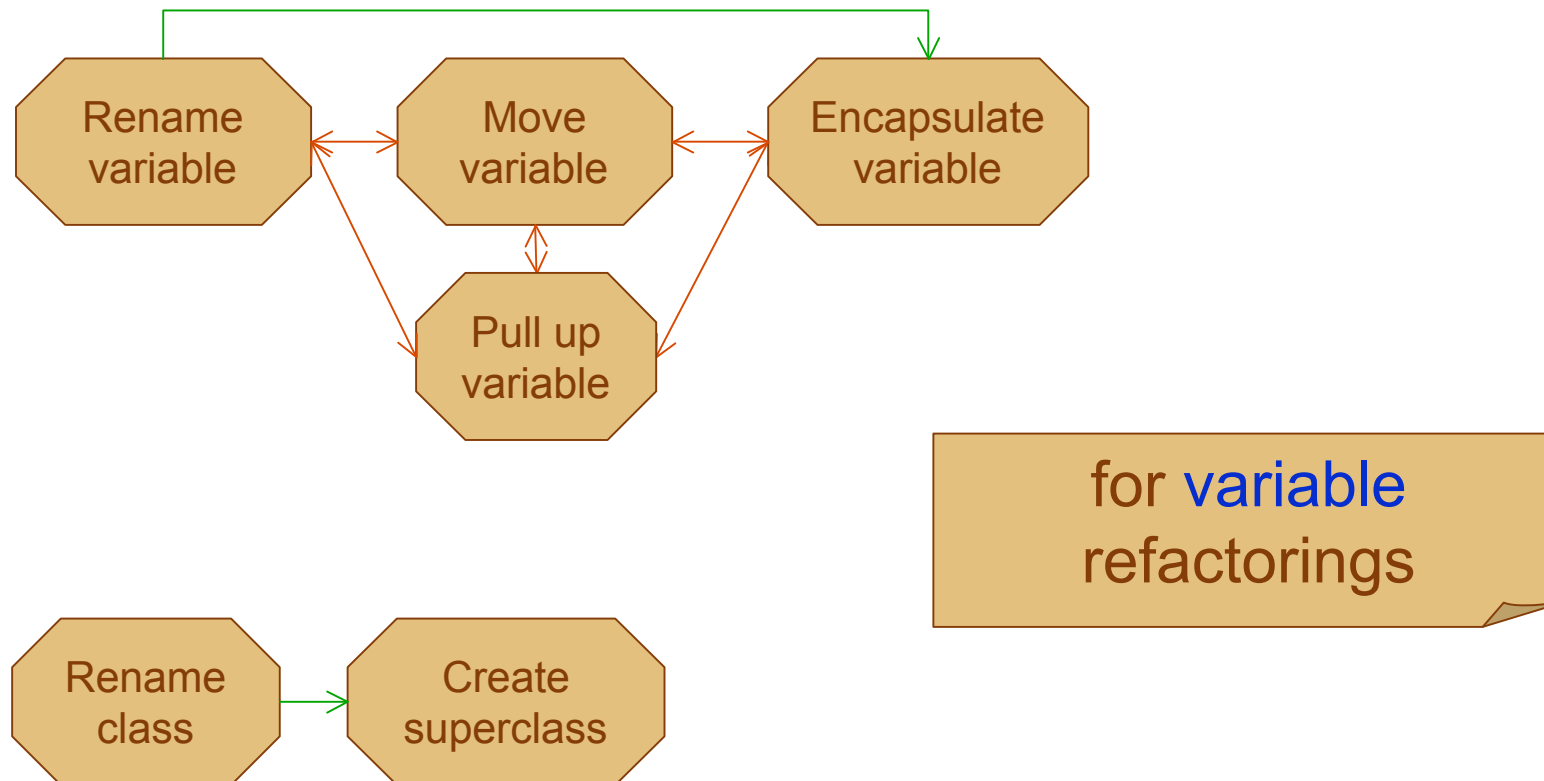 Rename
variable
Move
variable
Encapsulate
variable
Pull up
variable
for variable
refactorings
Rename
class
Create
superclass